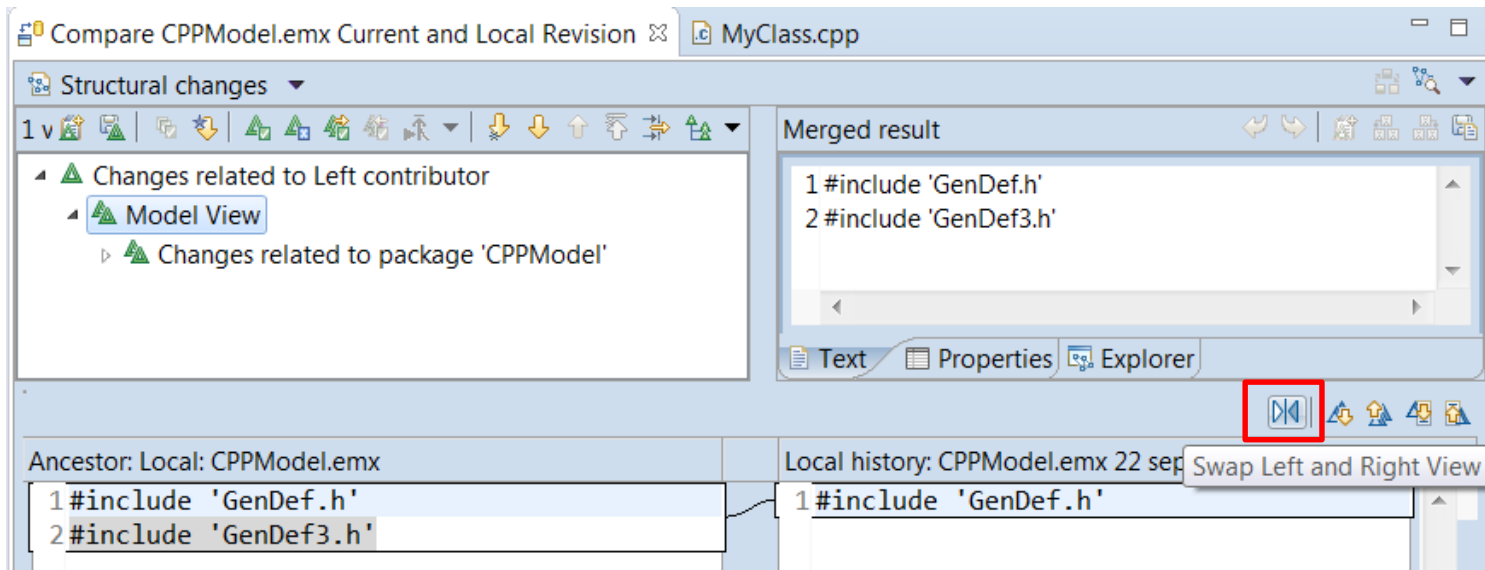 Compare CPPModel.emx Current and Local Revision
MyClass.cpp
Structural changes
1 v
Merged result
Changes related to Left contributor
Model View
Changes related to package 'CPPModel'
1 #include 'GenDef.h'
2 #include 'GenDef3.h'
Text
Properties
Explorer
Ancestor: Local: CPPModel.emx
Local history: CPPModel.emx 22 sep
Swap Left and Right View
1 #include 'GenDef.h'
2 #include 'GenDef3.h'
1 #include 'GenDef.h'